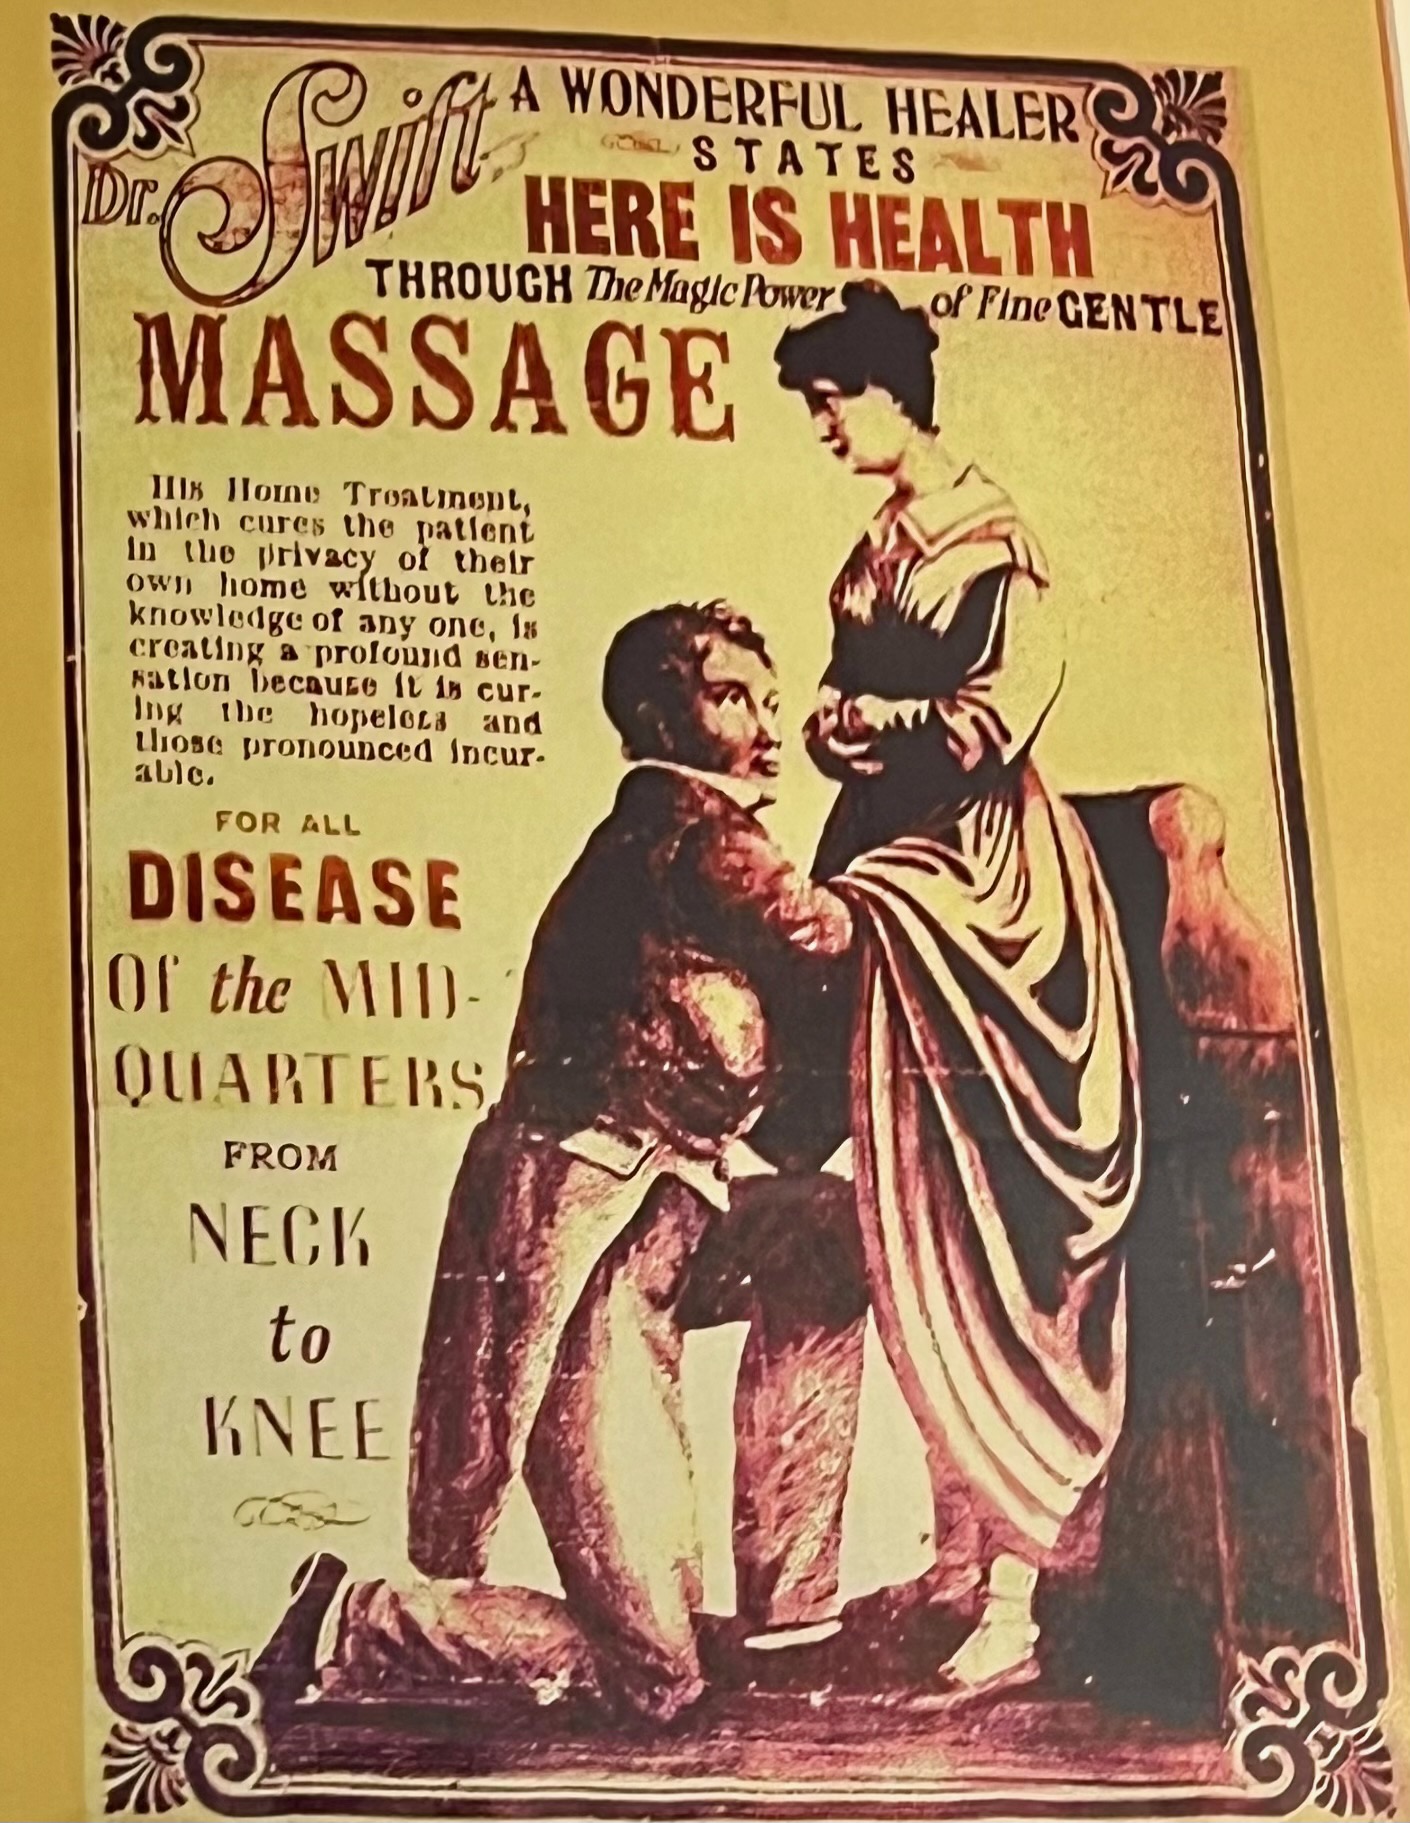 Dr. Swift A WONDERFUL HEALER
STATES
HERE IS HEALTH
THROUGH The Magic Power of Fine GENTLE
MASSAGE
His Home Treatment,
which cures the patient
in the privacy of their
own home without the
knowledge of any one, is
creating a profound sen-
sation because it is cur-
ing the hopeless and
those pronounced incur-
able.
FOR ALL
DISEASE
Of the MID-
QUARTERS
FROM
NECK
to
KNEE